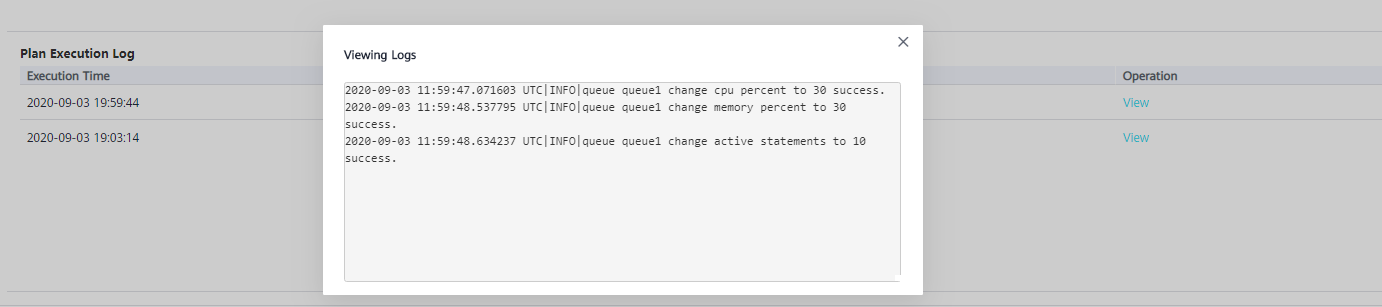 Plan Execution Log
Execution Time
Operation
2020-09-03 19:59:44
View
2020-09-03 19:03:14
View
Viewing Logs
2020-09-03 11:59:47.071603 UTC|INFO|queue queue1 change cpu percent to 30 success.
2020-09-03 11:59:48.537795 UTC|INFO|queue queue1 change memory percent to 30
success.
2020-09-03 11:59:48.634237 UTC|INFO|queue queue1 change active statements to 10
success.